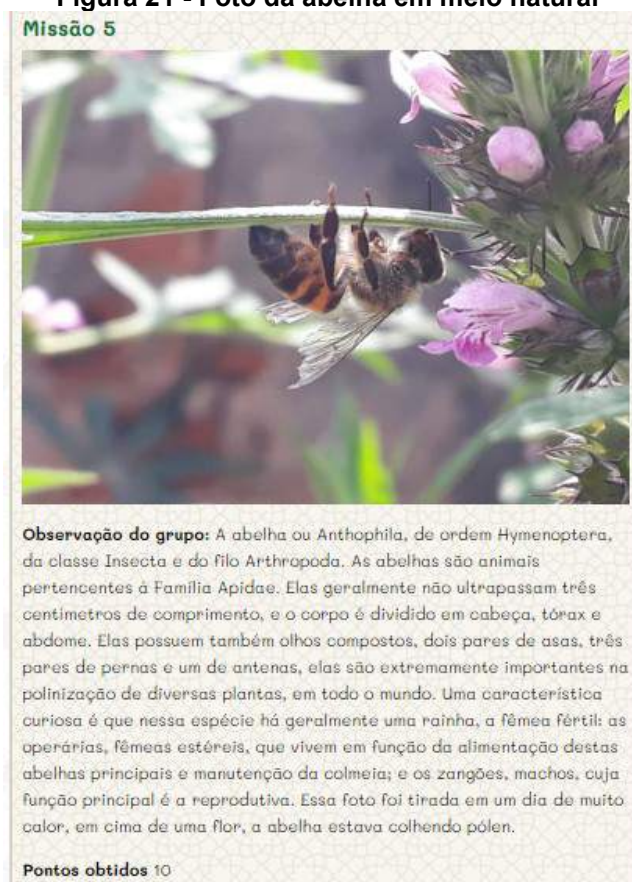 Figura 21 - Foto da abelha em meio natural
Missão 5
Observação do grupo: A abelha ou Anthophila, de ordem Hymenoptera,
da classe Insecta e do filo Arthropoda. As abelhas são animais
pertencentes à Família Apidae. Elas geralmente não ultrapassam três
centímetros de comprimento, e o corpo é dividido em cabeça, tórax e
abdome. Elas possuem também olhos compostos, dois pares de asas, três
pares de pernas e um de antenas, elas são extremamente importantes na
polinização de diversas plantas, em todo o mundo. Uma característica
curiosa é que nessa espécie há geralmente uma rainha, a fêmea fértil: as
operárias, fêmeas estéreis, que vivem em função da alimentação destas
abelhas principais e manutenção da colmeia; e os zangões, machos, cuja
função principal é a reprodutiva. Essa foto foi tirada em um dia de muito
calor, em cima de uma flor, a abelha estava colhendo pólen.
Pontos obtidos 10